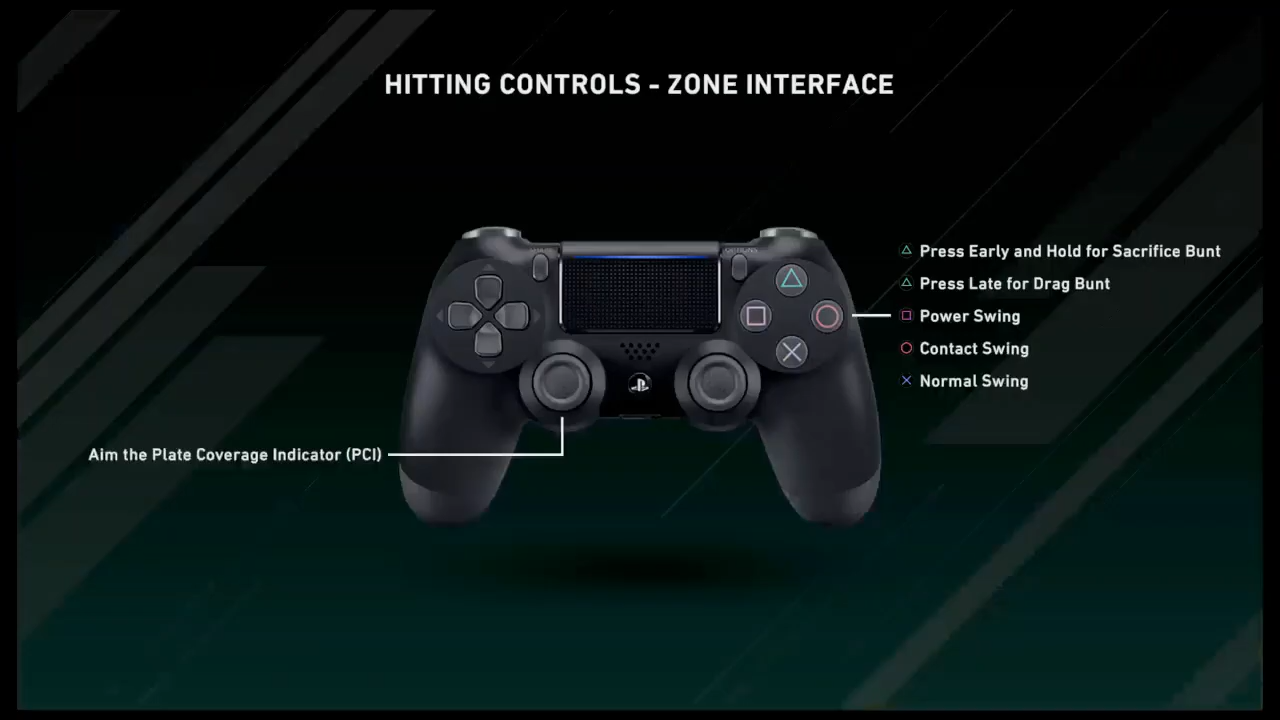 HITTING CONTROLS - ZONE INTERFACE
OPTIONS
Press Early and Hold for Sacrifice Bunt
Press Late for Drag Bunt
Power Swing
Contact Swing
Normal Swing
Aim the Plate Coverage Indicator (PCI)